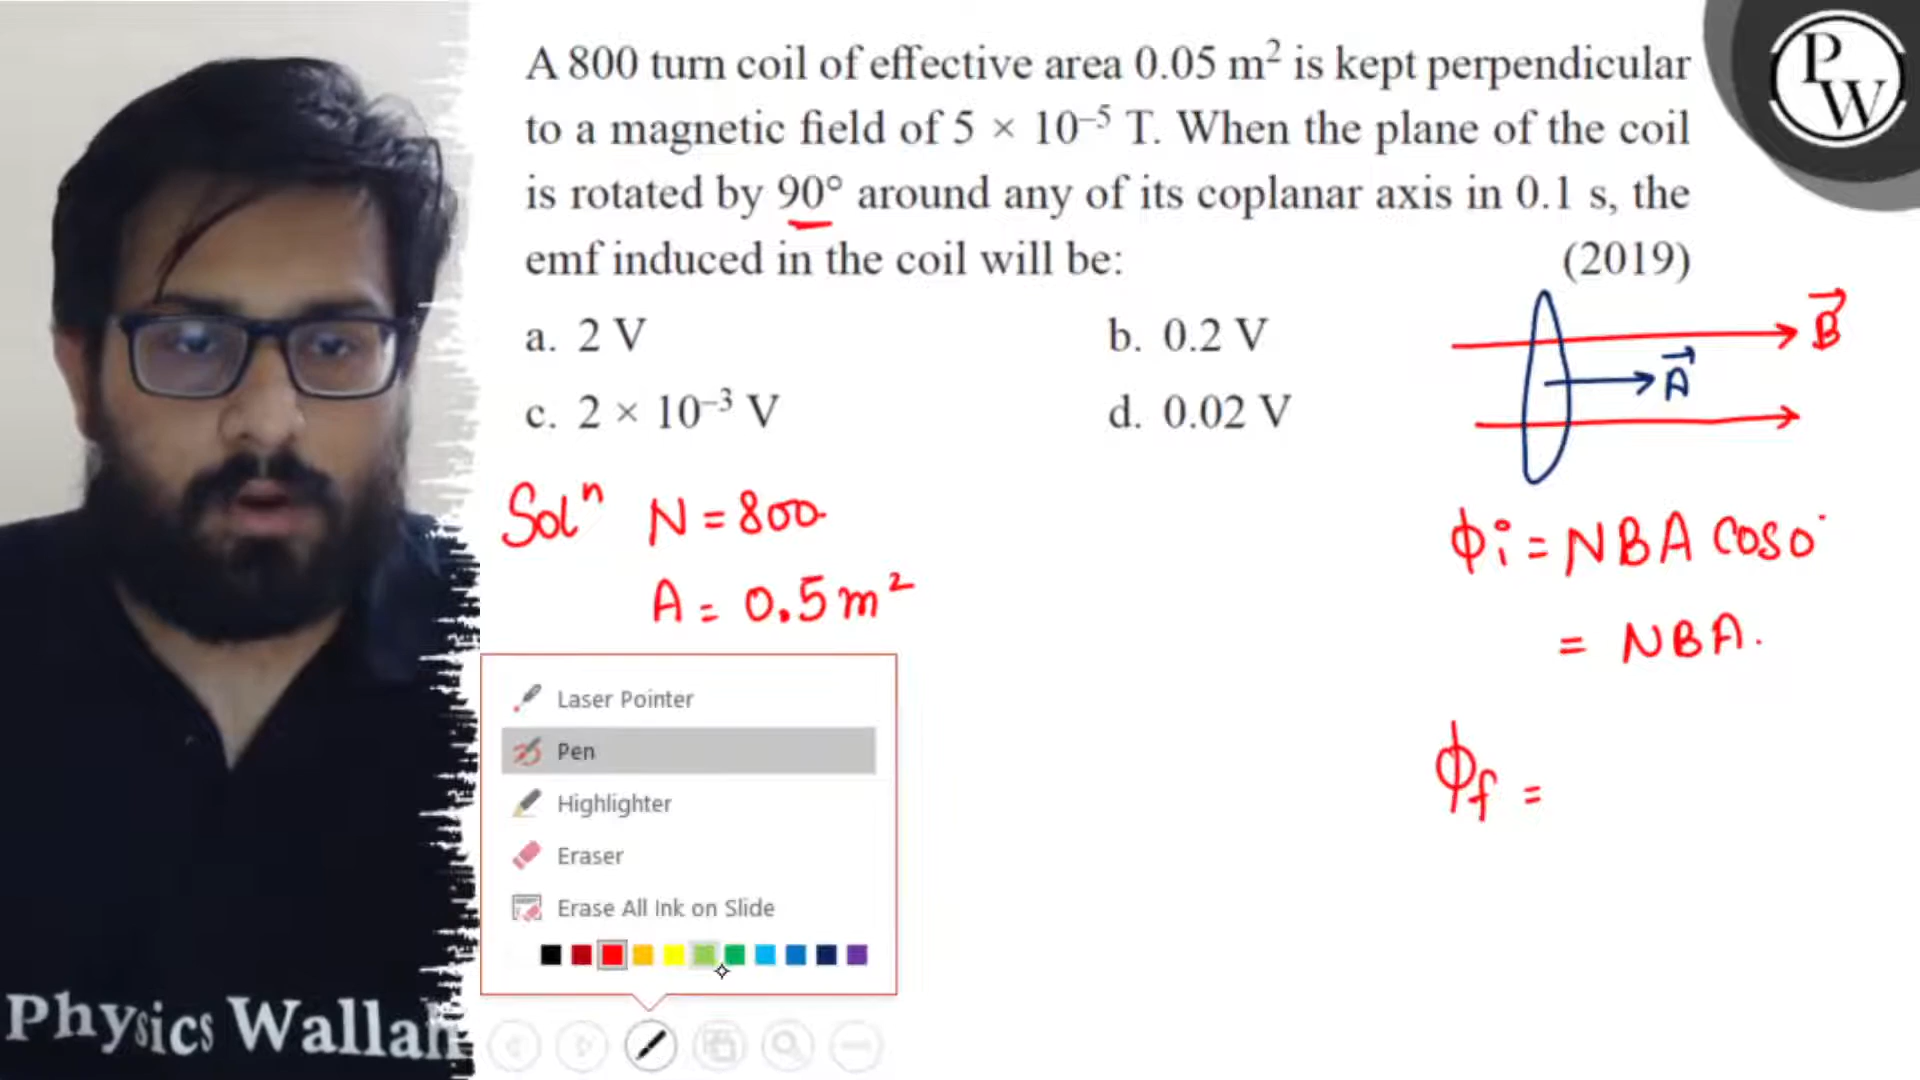 A 800 turn coil of effective area 0.05 m² is kept perpendicular
to a magnetic field of 5 × 10⁻⁵ T. When the plane of the coil
is rotated by 90° around any of its coplanar axis in 0.1 s, the
emf induced in the coil will be: (2019)
a. 2 V b. 0.2 V
c. 2 × 10⁻³ V d. 0.02 V
PW
B⃗
A⃗
Solⁿ N = 800
A = 0.5 m²
ϕi = NBA cos0°
= NBA.
ϕf =
Laser Pointer
Pen
Highlighter
Eraser
Erase All Ink on Slide
Physics Wallah